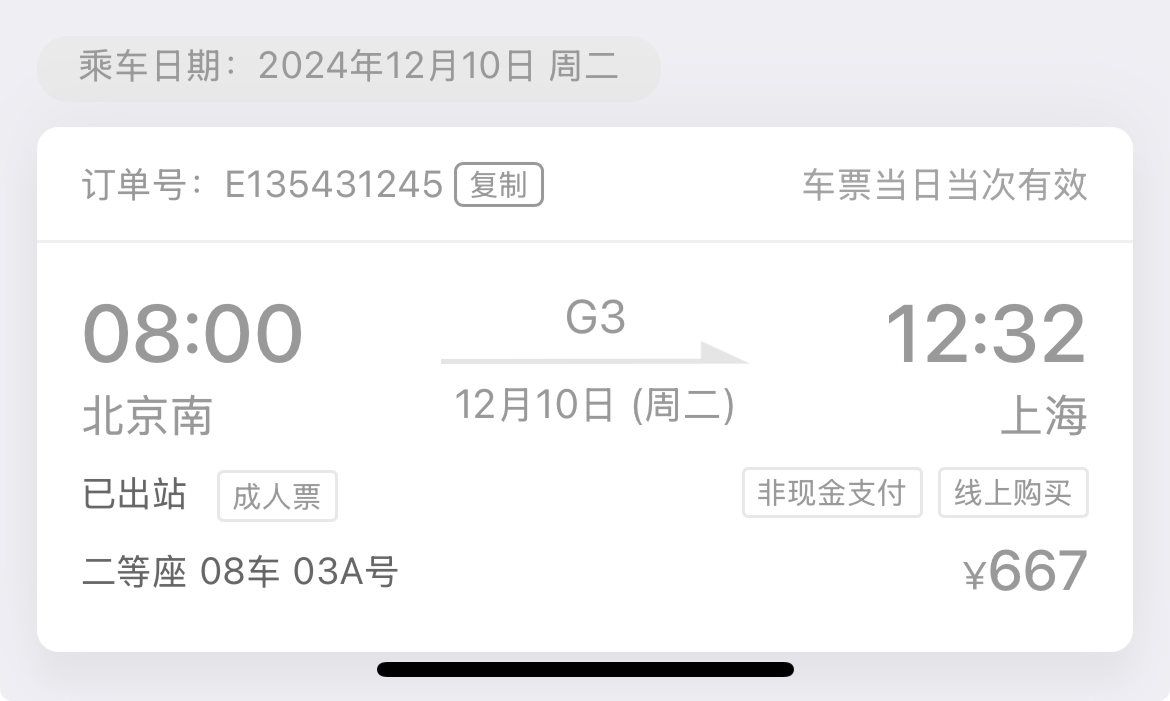 乘车日期：2024年12月10日 周二
订单号：E135431245 复制 车票当日当次有效
08:00 G3 12:32
12月10日 (周二)
北京南 上海
已出站 成人票 非现金支付 线上购买
二等座 08车 03A号 ¥667